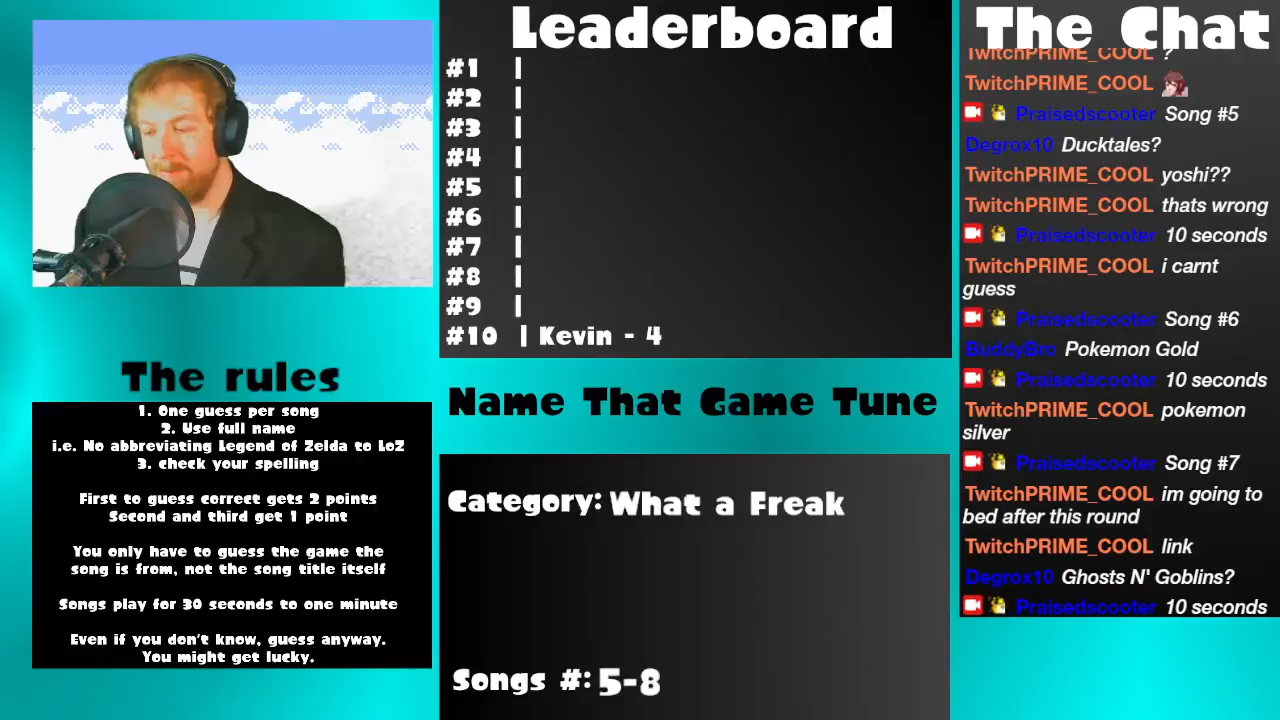 Leaderboard
#1 |
#2 |
#3 |
#4 |
#5 |
#6 |
#7 |
#8 |
#9 |
#10 | Kevin - 4
The rules
1. One guess per song
2. Use full name
i.e. No abbreviating Legend of Zelda to LoZ
3. check your spelling
First to guess correct gets 2 points
Second and third get 1 point
You only have to guess the game the
song is from, not the song title itself
Songs play for 30 seconds to one minute
Even if you don't know, guess anyway.
You might get lucky.
Name That Game Tune
Category: What a Freak
Songs #: 5-8
The Chat
TwitchPRIME_COOL ?
TwitchPRIME_COOL
Praisedscooter Song #5
Degrox10 Ducktales?
TwitchPRIME_COOL yoshi??
TwitchPRIME_COOL thats wrong
Praisedscooter 10 seconds
TwitchPRIME_COOL i carnt
guess
Praisedscooter Song #6
BuddyBro Pokemon Gold
Praisedscooter 10 seconds
TwitchPRIME_COOL pokemon
silver
Praisedscooter Song #7
TwitchPRIME_COOL im going to
bed after this round
TwitchPRIME_COOL link
Degrox10 Ghosts N' Goblins?
Praisedscooter 10 seconds